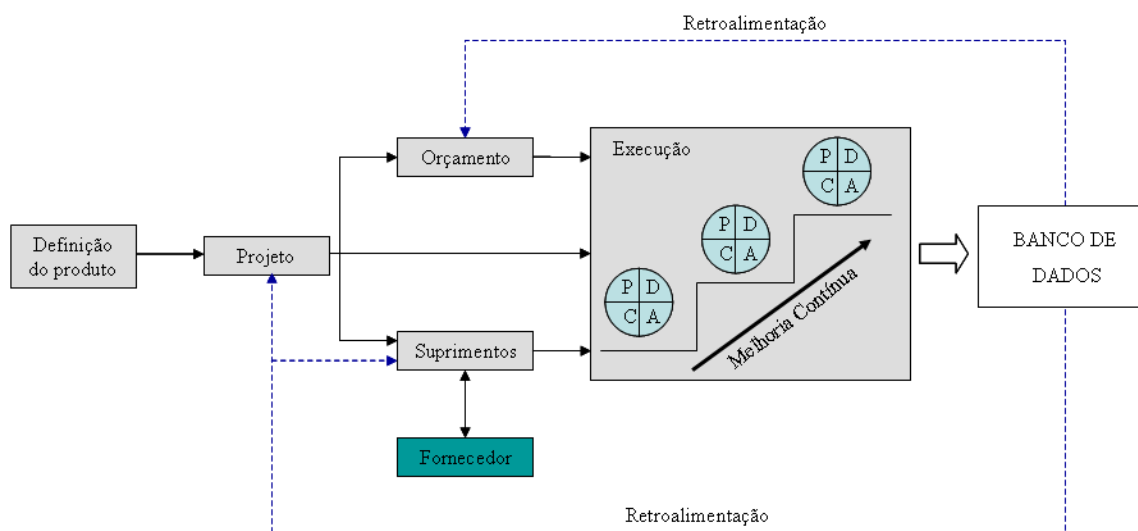 Retroalimentação
Orçamento
Execução
P D
C A
P D
C A
P D
C A
Definição
do produto
Projeto
BANCO DE
DADOS
Melhoria Contínua
Suprimentos
Fornecedor
Retroalimentação